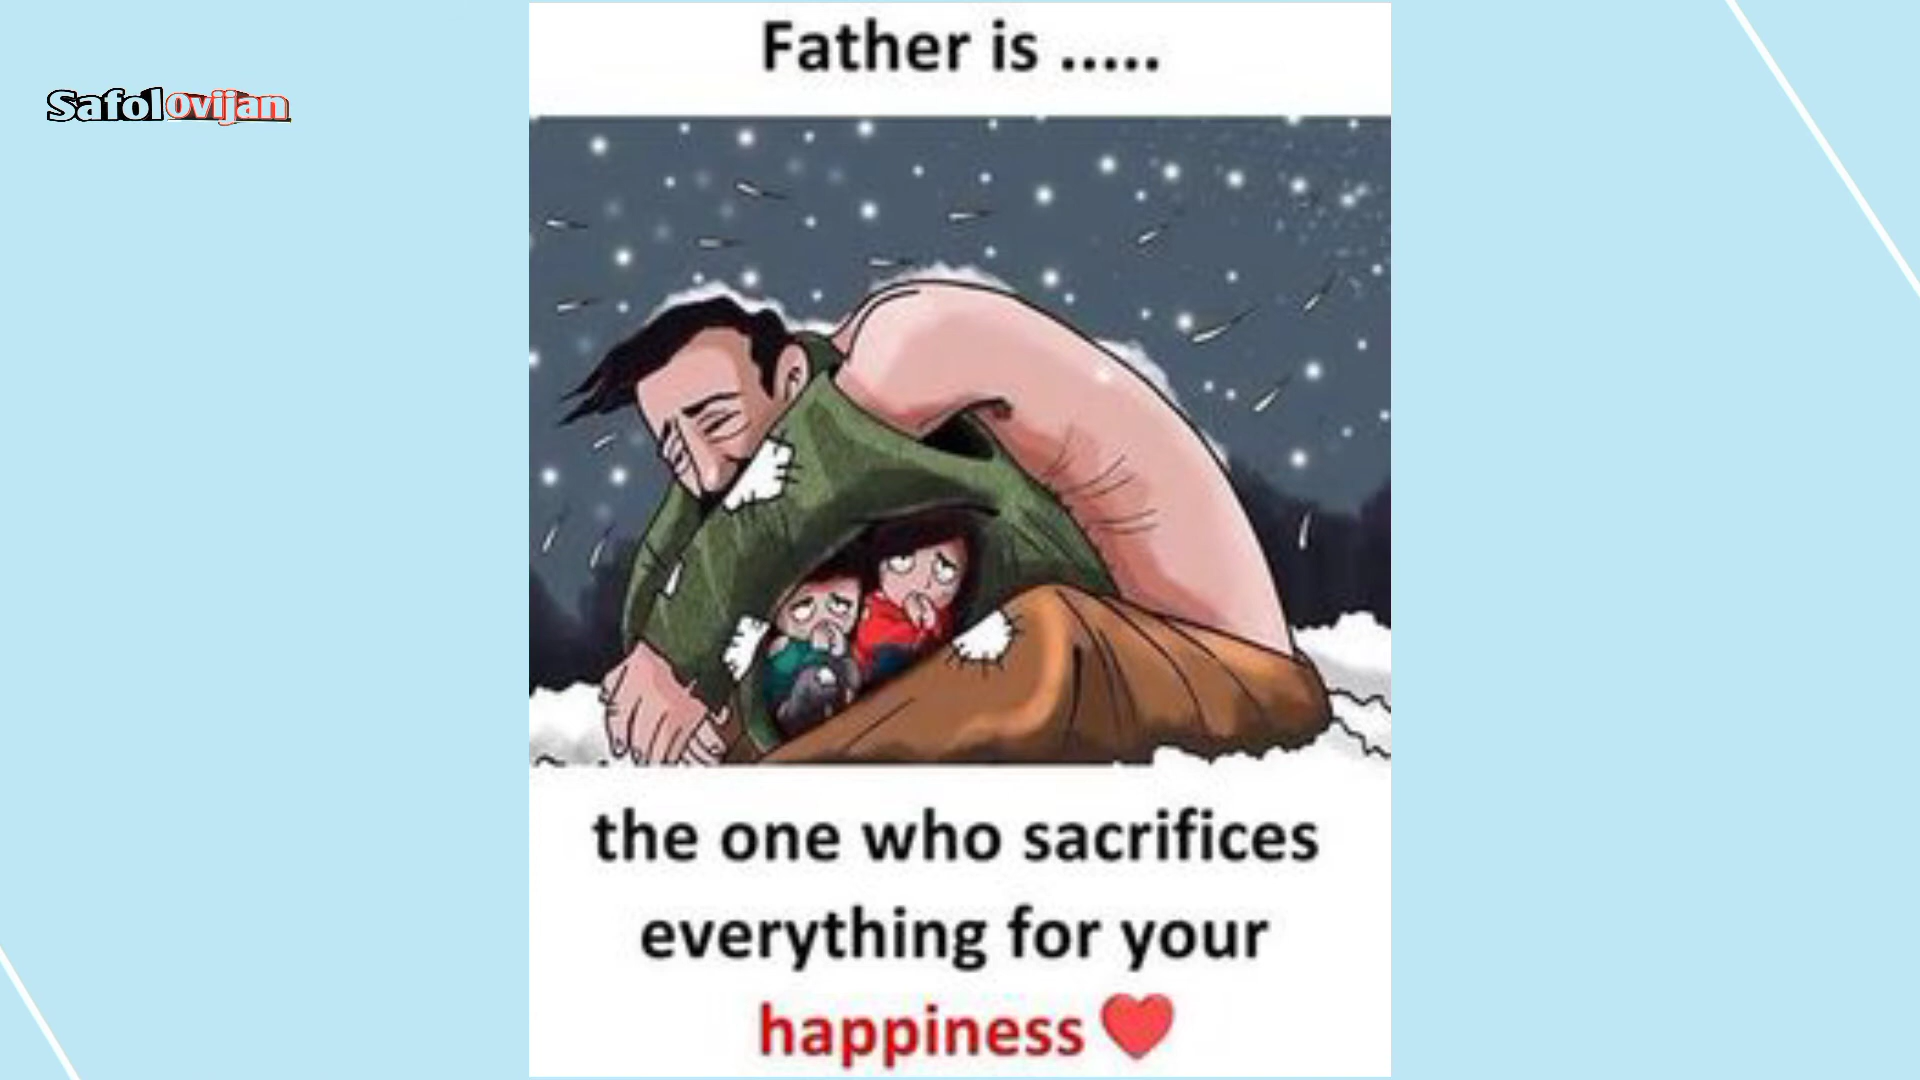 Father is .....
Safolovijan
the one who sacrifices
everything for your
happiness ❤